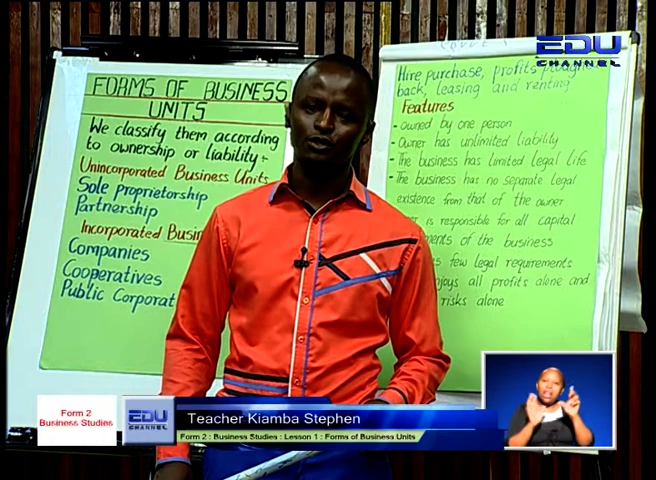 FORMS OF BUSINESS
UNITS
We classify them according
to ownership or liability:-
Unincorporated Business Units
Sole proprietorship
Partnership
Incorporated
Companies
Cooperatives
Public
Hire purchase, profits
back, leasing and renting
Features
- owned by one person
- Owner has unlimited liability
- The business has limited legal life
- The business has no separate legal
existence from that of the owner
is responsible for all capital
of the business
few legal requirements
all profits alone and
risks alone
EDU
CHANNEL
Form 2
Business Studies
EDU
CHANNEL
Teacher Kiamba Stephen
Form 2 : Business Studies : Lesson 1 : Forms of Business Units